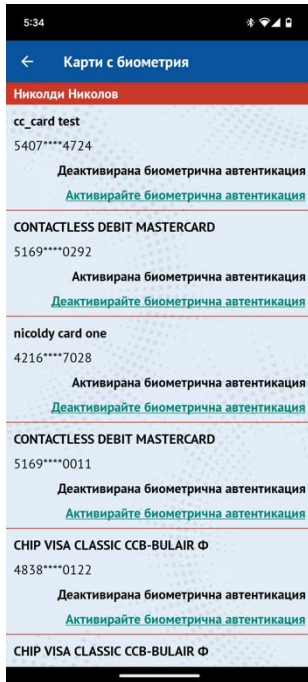 5:34
Карти с биометрия
Николди Николов
cc_card test
5407****4724
Деактивирана биометрична автентикация
Активирайте биометрична автентикация
CONTACTLESS DEBIT MASTERCARD
5169****0292
Активирана биометрична автентикация
Деактивирайте биометрична автентикация
nicoldy card one
4216****7028
Активирана биометрична автентикация
Деактивирайте биометрична автентикация
CONTACTLESS DEBIT MASTERCARD
5169****0011
Деактивирана биометрична автентикация
Активирайте биометрична автентикация
CHIP VISA CLASSIC CCB-BULAIR Ф
4838****0122
Деактивирана биометрична автентикация
Активирайте биометрична автентикация
CHIP VISA CLASSIC CCB-BULAIR Ф